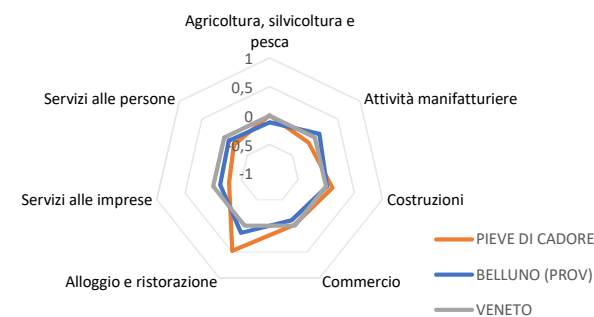 Agricoltura, silvicoltura e
pesca
1
0,5
0
-0,5
-1
Attività manifatturiere
Costruzioni
Commercio
Alloggio e ristorazione
Servizi alle imprese
Servizi alle persone
PIEVE DI CADORE
BELLUNO (PROV)
VENETO